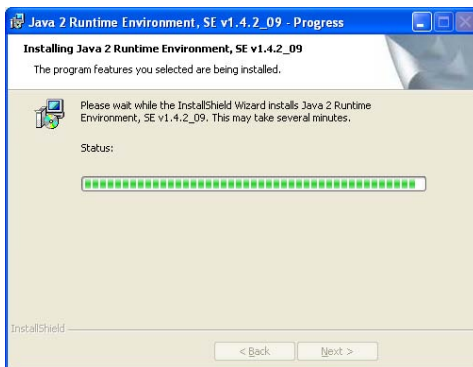 Java 2 Runtime Environment, SE v1.4.2_09 - Progress
Installing Java 2 Runtime Environment, SE v1.4.2_09
The program features you selected are being installed.
Please wait while the InstallShield Wizard installs Java 2 Runtime
Environment, SE v1.4.2_09. This may take several minutes.
Status:
InstallShield
< Back Next >